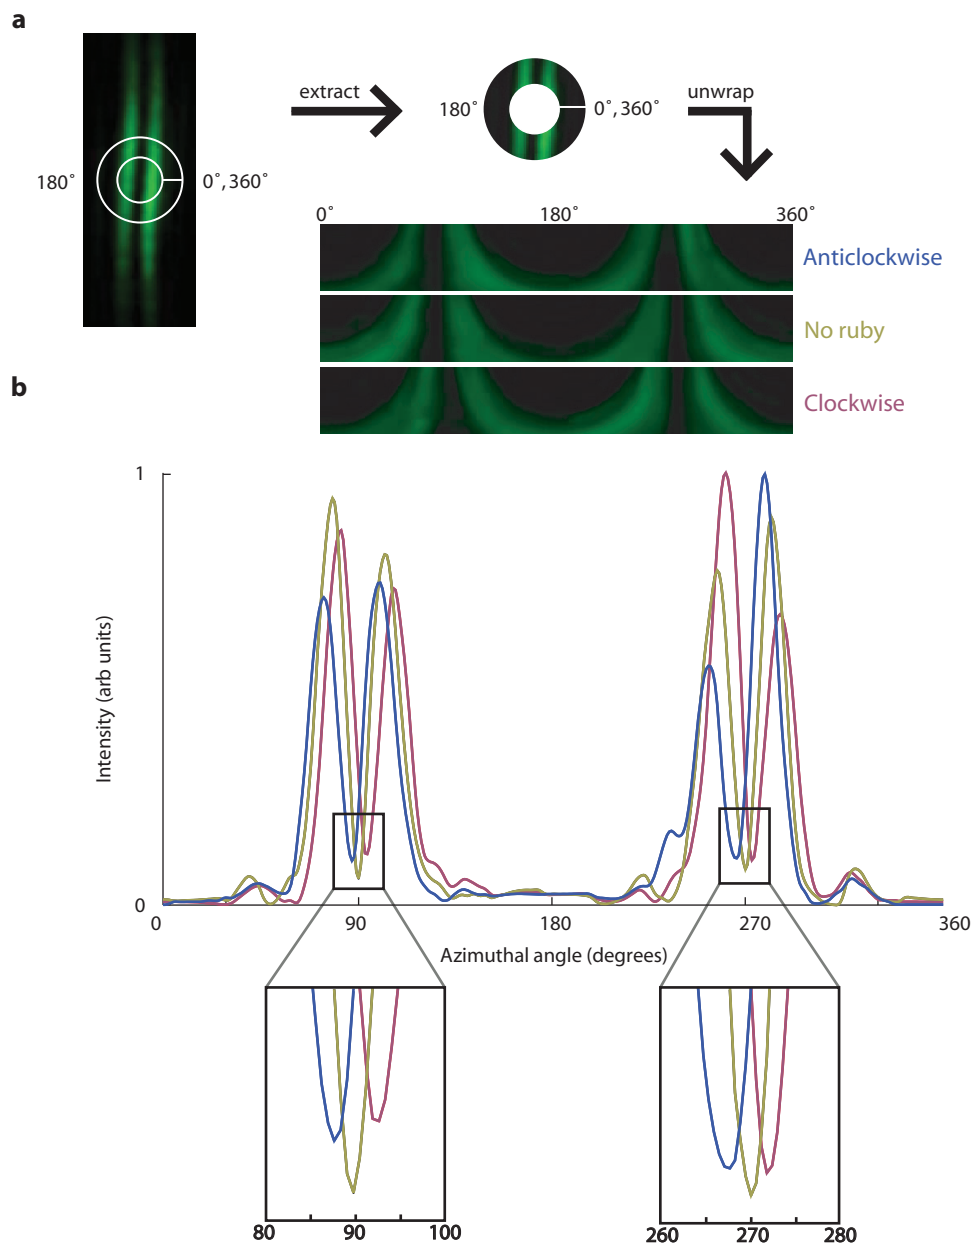 a
extract
unwrap
180° 0°, 360°
180° 0°, 360°
0° 180° 360°
Anticlockwise
No ruby
Clockwise
b
1
Intensity (arb units)
0
0 90 180 270 360
Azimuthal angle (degrees)
80 90 100
260 270 280